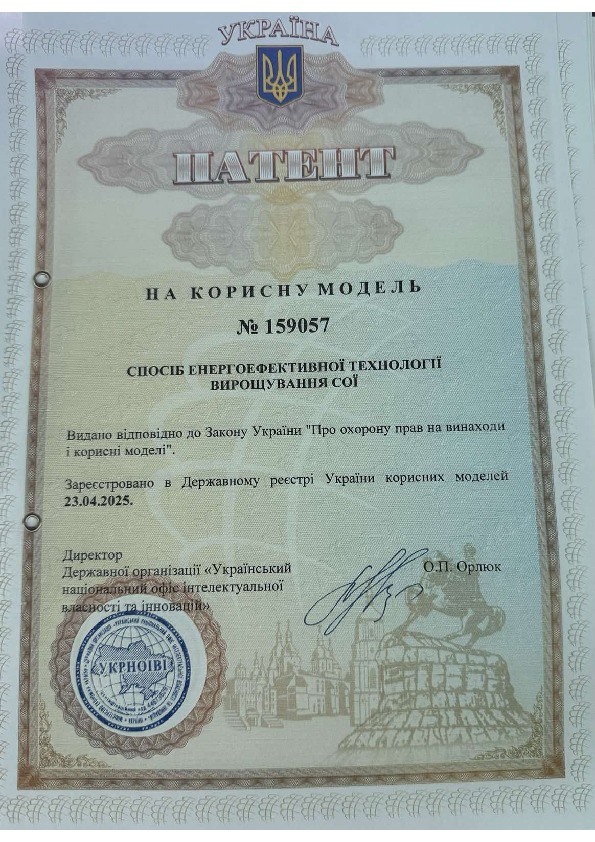 УКРАЇНА
ПАТЕНТ
НА КОРИСНУ МОДЕЛЬ
№ 159057
СПОСІБ ЕНЕРГОЕФЕКТИВНОЇ ТЕХНОЛОГІЇ
ВИРОЩУВАННЯ СОЇ
Видано відповідно до Закону України "Про охорону прав на винаходи
і корисні моделі".
Зареєстровано в Державному реєстрі України корисних моделей
23.04.2025.
Директор
Державної організації «Український
національний офіс інтелектуальної
власності та інновацій»
О.П. Орлюк
УКРНОІВІ